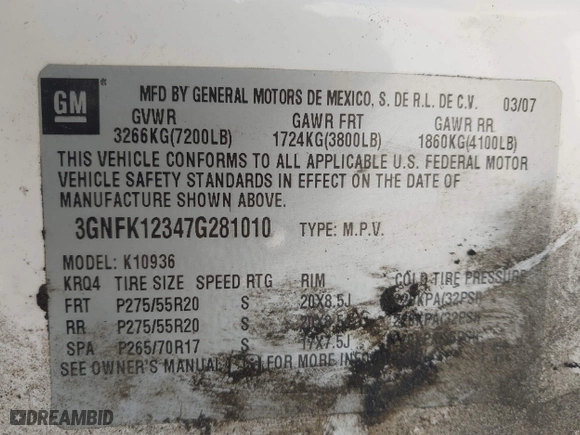 GM
MFD BY GENERAL MOTORS DE MEXICO, S. DE R.L. DE C.V. 03/07
GVWR GAWR FRT GAWR RR
3266KG(7200LB) 1724KG(3800LB) 1860KG(4100LB)
THIS VEHICLE CONFORMS TO ALL APPLICABLE U.S. FEDERAL MOTOR
VEHICLE SAFETY STANDARDS IN EFFECT ON THE DATE OF
MANUFACTURE SHOWN ABOVE.
3GNFK12347G281010 TYPE: M.P.V.
MODEL: K10936
KRQ4 TIRE SIZE SPEED RTG RIM COLD TIRE PRESSURE
FRT P275/55R20 S 20X8.5J
RR P275/55R20 S
SPA P265/70R17 S 17X7.5J
SEE OWNER'S MANUAL FOR MORE
DREAMBID